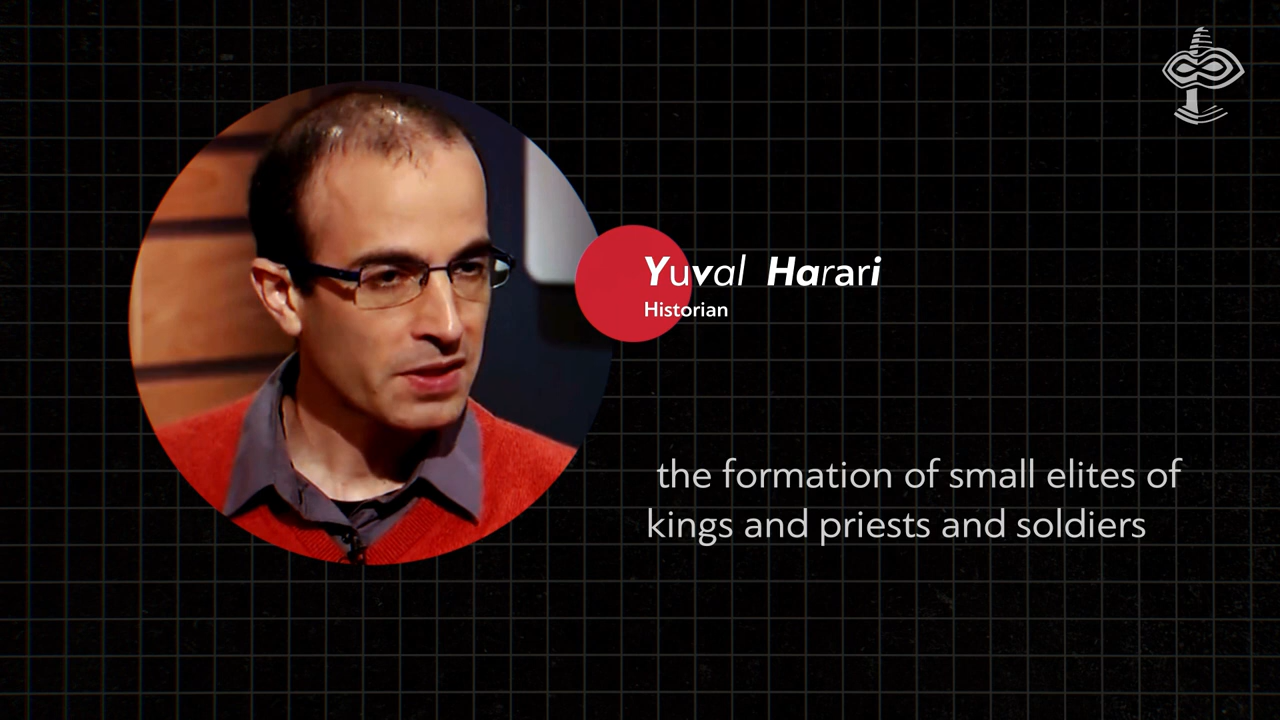 Yuval Harari
Historian
the formation of small elites of
kings and priests and soldiers